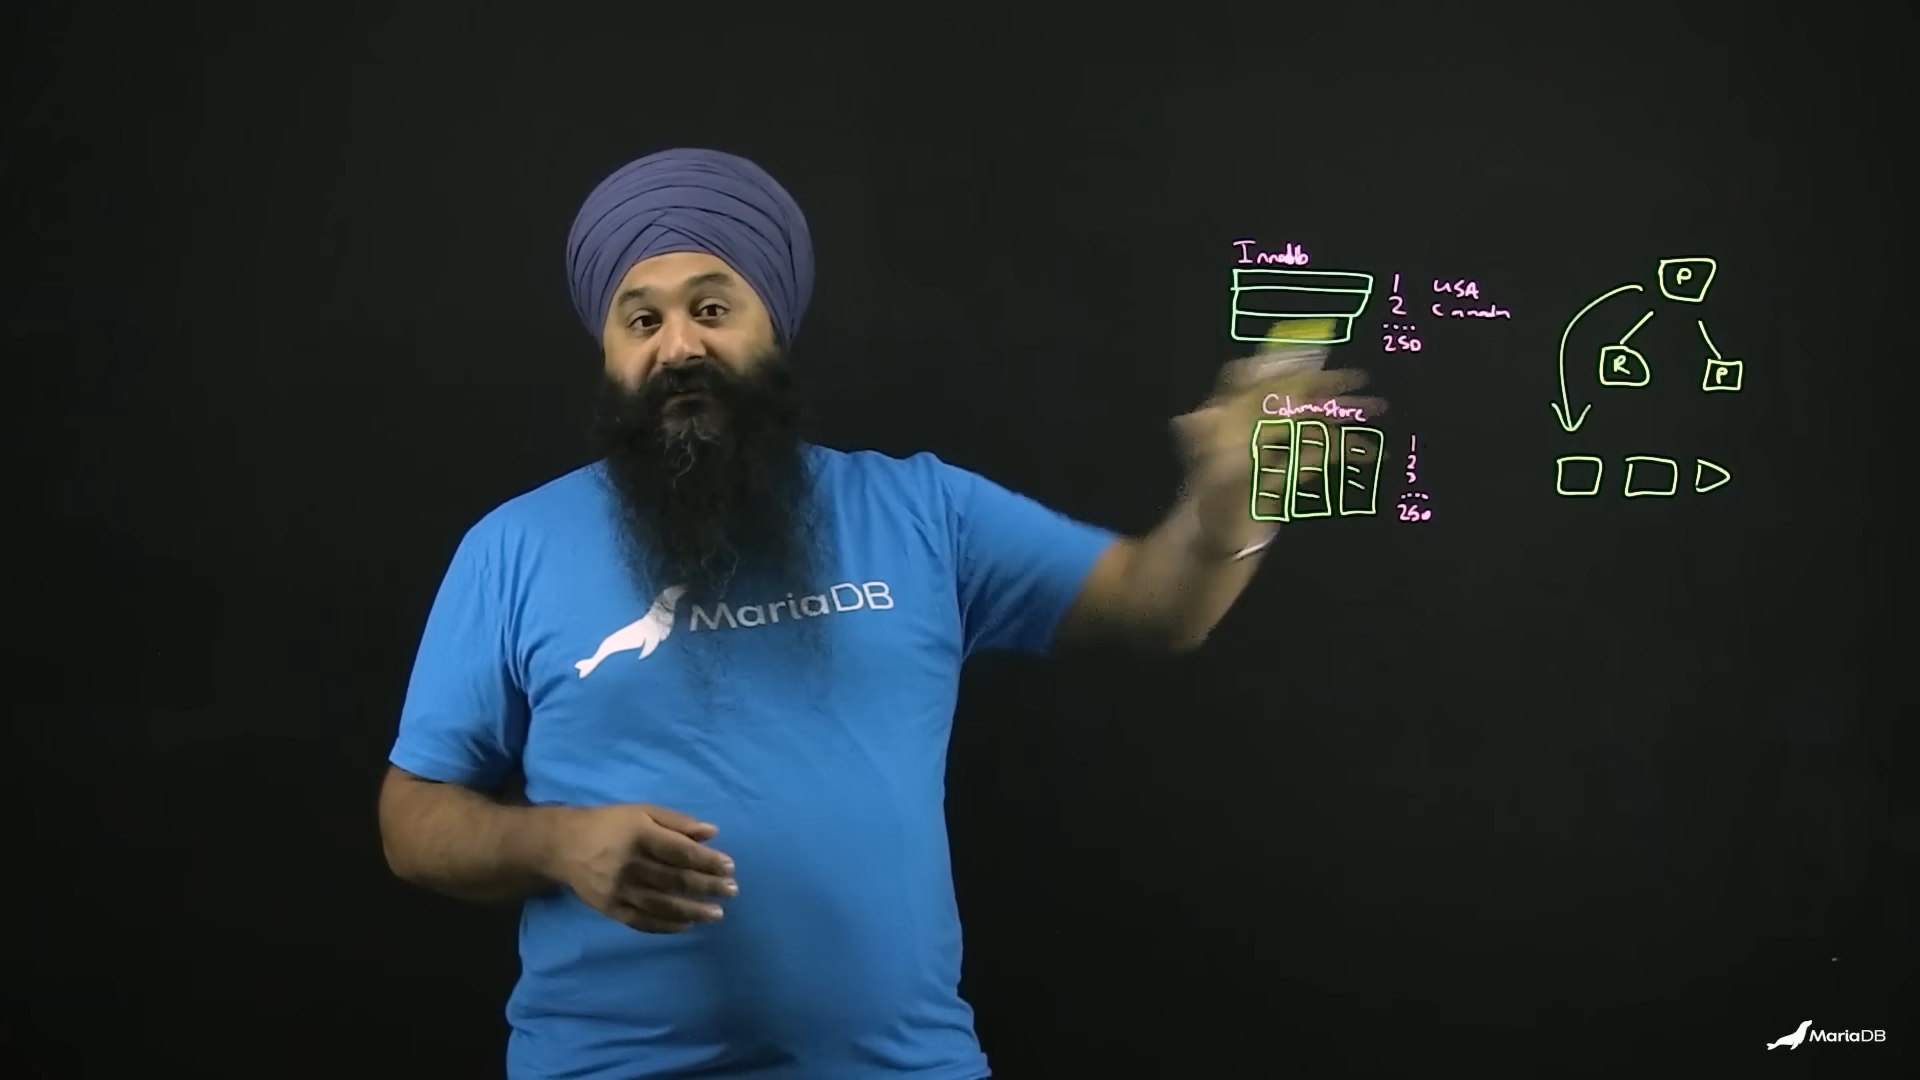 Innodb
1 USA
2 Canada
....
250
P
R
P
Columnstore
1
2
3
....
250
MariaDB
MariaDB